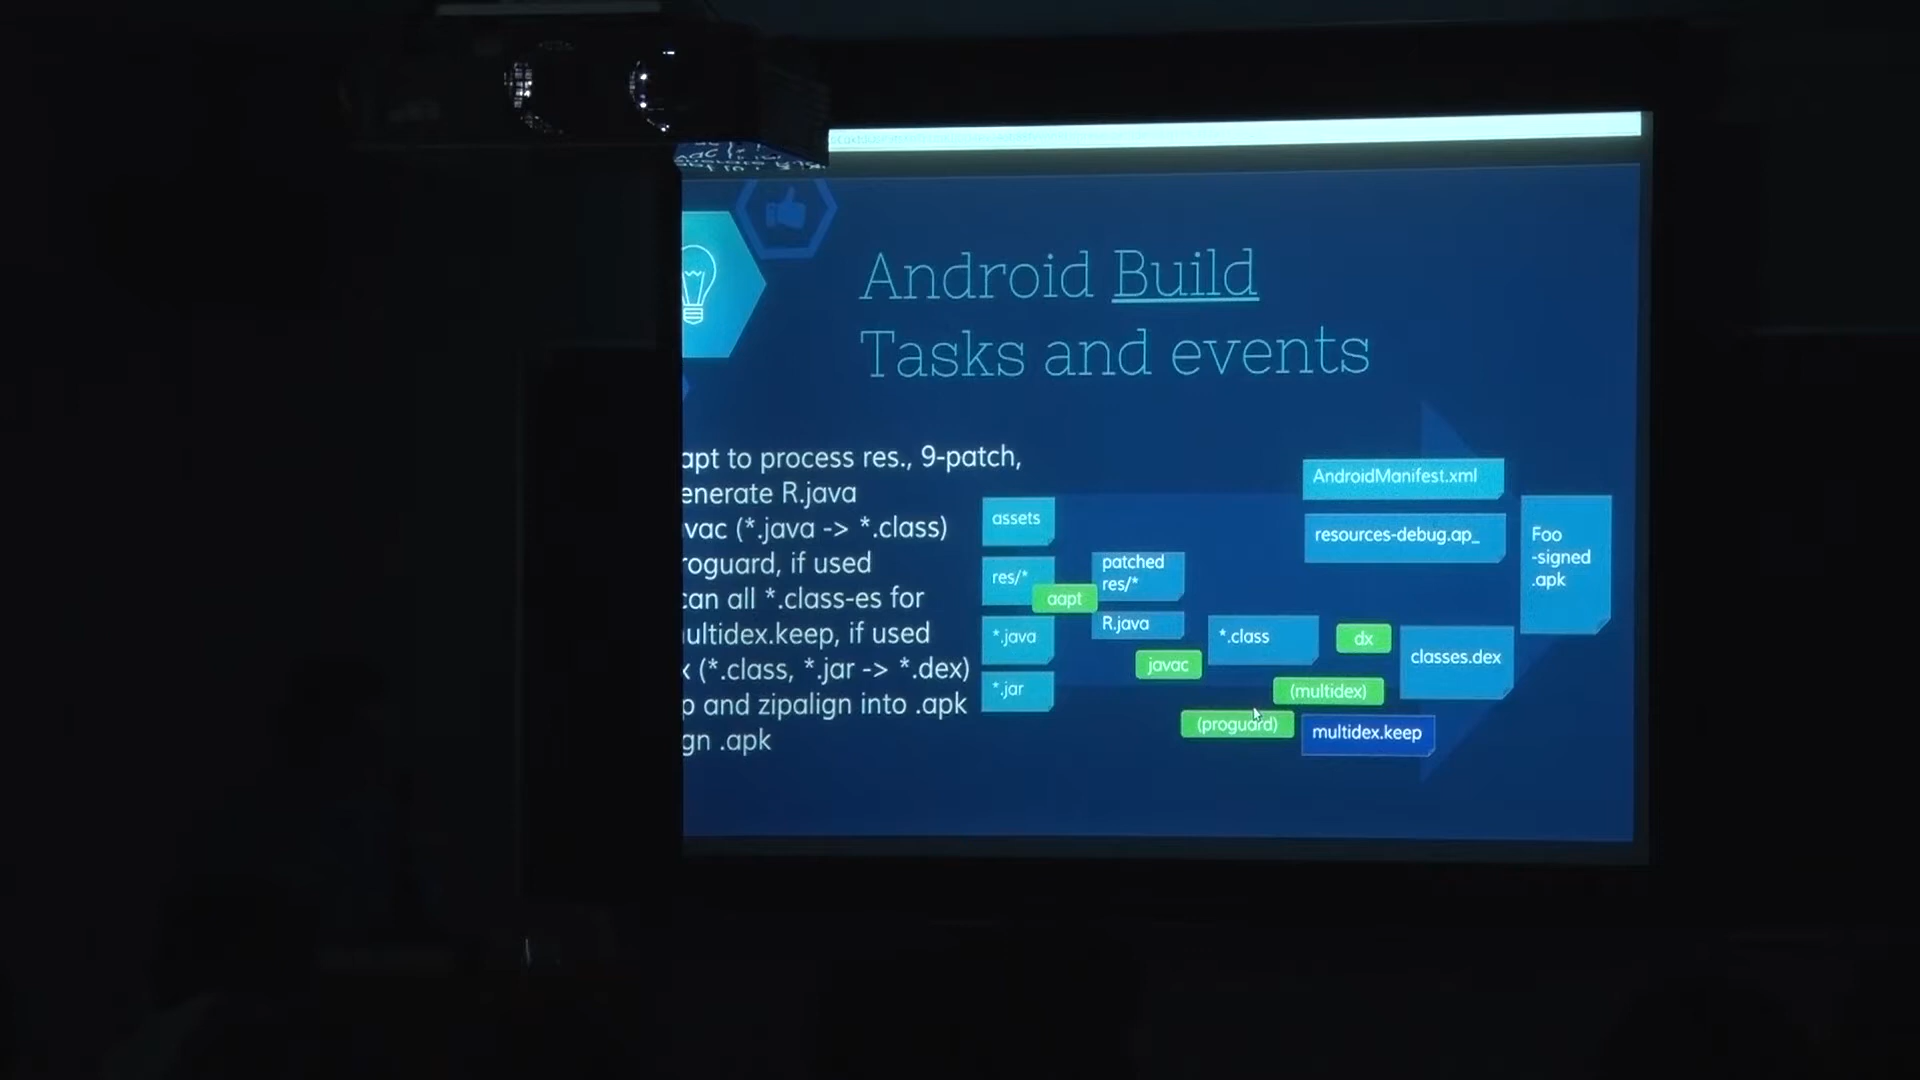 Android Build
Tasks and events
apt to process res., 9-patch,
enerate R.java
vac (*.java -> *.class)
roguard, if used
can all *.class-es for
ultidex.keep, if used
x (*.class, *.jar -> *.dex)
p and zipalign into .apk
gn .apk
assets
res/*
aapt
*.java
*.jar
patched
res/*
R.java
javac
*.class
(proguard)
dx
(multidex)
multidex.keep
AndroidManifest.xml
resources-debug.ap_
classes.dex
Foo
-signed
.apk